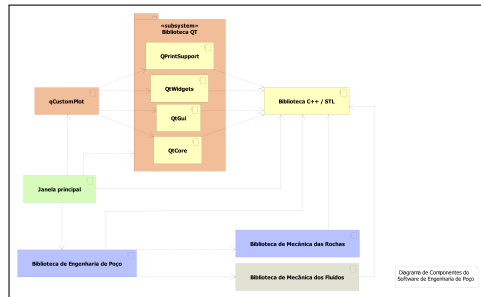 «subsystem»
Biblioteca QT
QPrintSupport
QtWidgets
qCustomPlot
Biblioteca C++ / STL
QtGui
QtCore
Janela principal
Biblioteca de Mecânica das Rochas
Biblioteca de Engenharia de Poço
Biblioteca de Mecânica dos Fluídos
Diagrama de Componentes do
Software de Engenharia de Poço